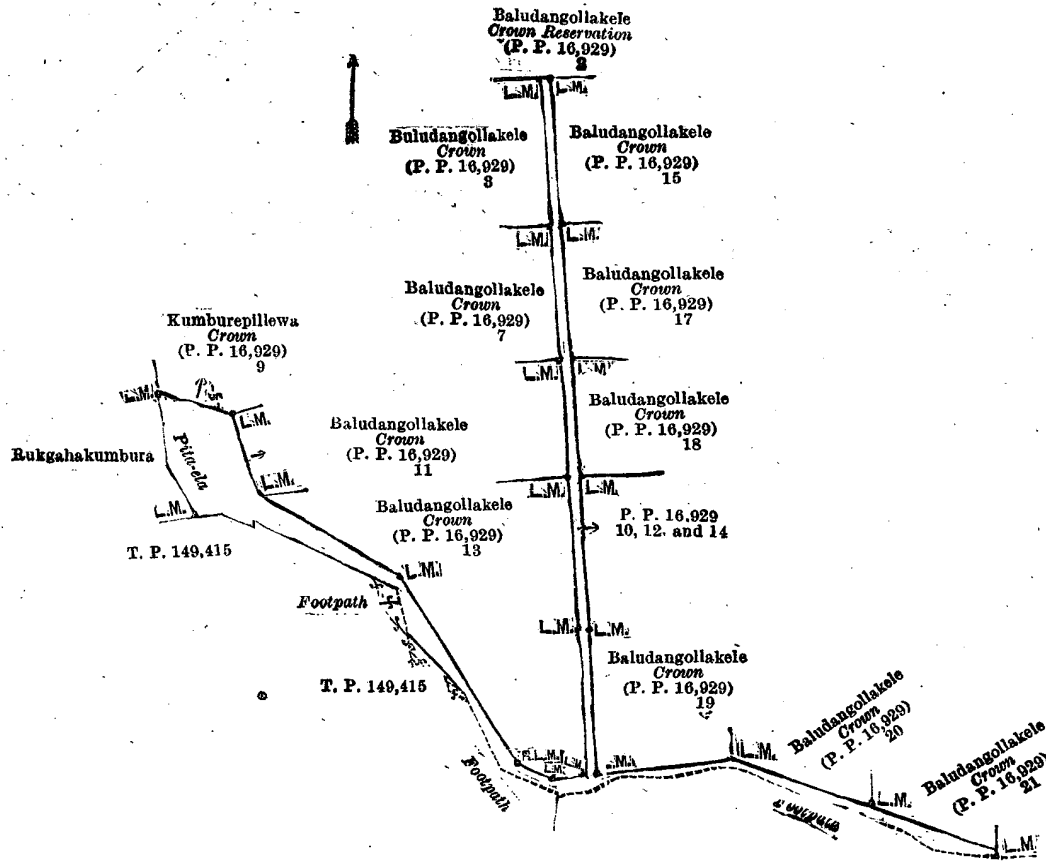 Baludangollakele
Crown Reservation
(P. P. 16,929)
2
L.M.
L.M.
Buludangollakele
Crown
(P. P. 16,929)
8
Baludangollakele
Crown
(P. P. 16,929)
15
L.M.
L.M.
Baludangollakele
Crown
(P. P. 16,929)
7
Baludangollakele
Crown
(P. P. 16,929)
17
Kumburepillewa
Crown
(P. P. 16,929)
9
L.M.
L.M.
L.M.
L.M.
Baludangollakele
Crown
(P. P. 16,929)
18
Baludangollakele
Crown
(P. P. 16,929)
11
Rukgahakumbura
Pita-ela
L.M.
L.M.
L.M.
L.M.
Baludangollakele
Crown
(P. P. 16,929)
13
P. P. 16,929
10, 12 and 14
T. P. 149,415
L.M.
Footpath
L.M.
L.M.
Baludangollakele
Crown
(P. P. 16,929)
19
T. P. 149,415
Footpath
L.M.
L.M.
L.M.
L.M.
L.M.
Baludangollakele
Crown
(P. P. 16,929)
20
Footpath
L.M.
Baludangollakele
Crown
(P. P. 16,929)
21
L.M.